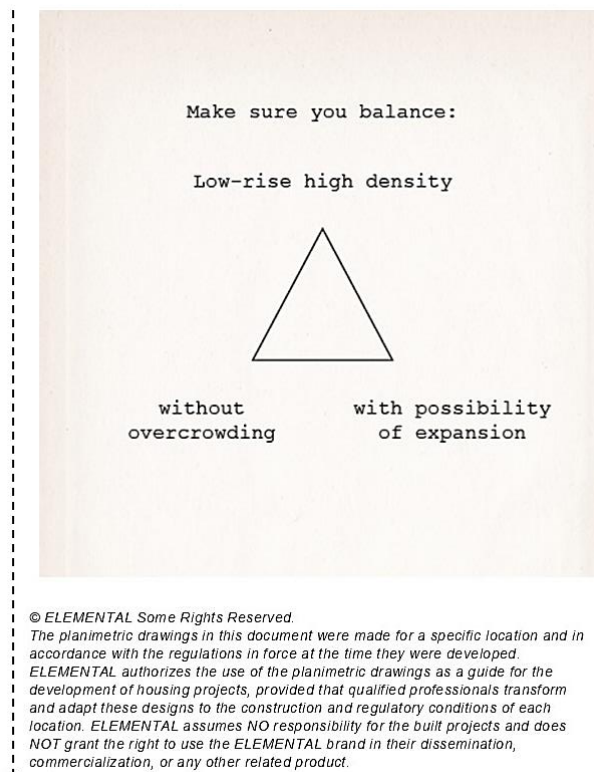 Make sure you balance:
Low-rise high density
without
overcrowding
with possibility
of expansion
© ELEMENTAL Some Rights Reserved.
The planimetric drawings in this document were made for a specific location and in
accordance with the regulations in force at the time they were developed.
ELEMENTAL authorizes the use of the planimetric drawings as a guide for the
development of housing projects, provided that qualified professionals transform
and adapt these designs to the construction and regulatory conditions of each
location. ELEMENTAL assumes NO responsibility for the built projects and does
NOT grant the right to use the ELEMENTAL brand in their dissemination,
commercialization, or any other related product.